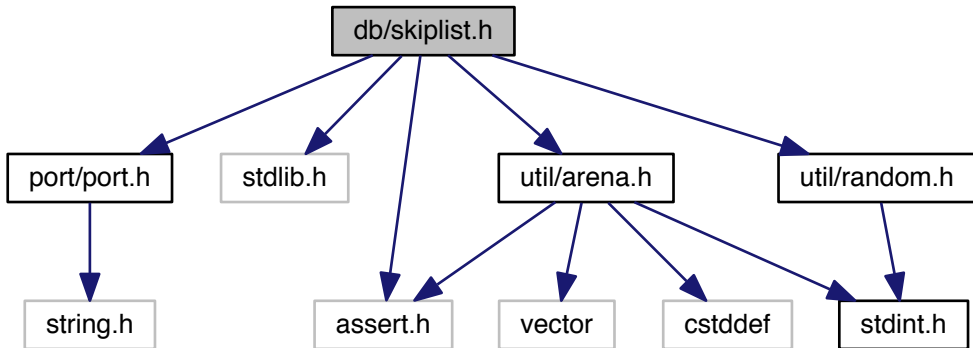 db/skiplist.h
port/port.h
stdlib.h
util/arena.h
util/random.h
string.h
assert.h
vector
cstddef
stdint.h